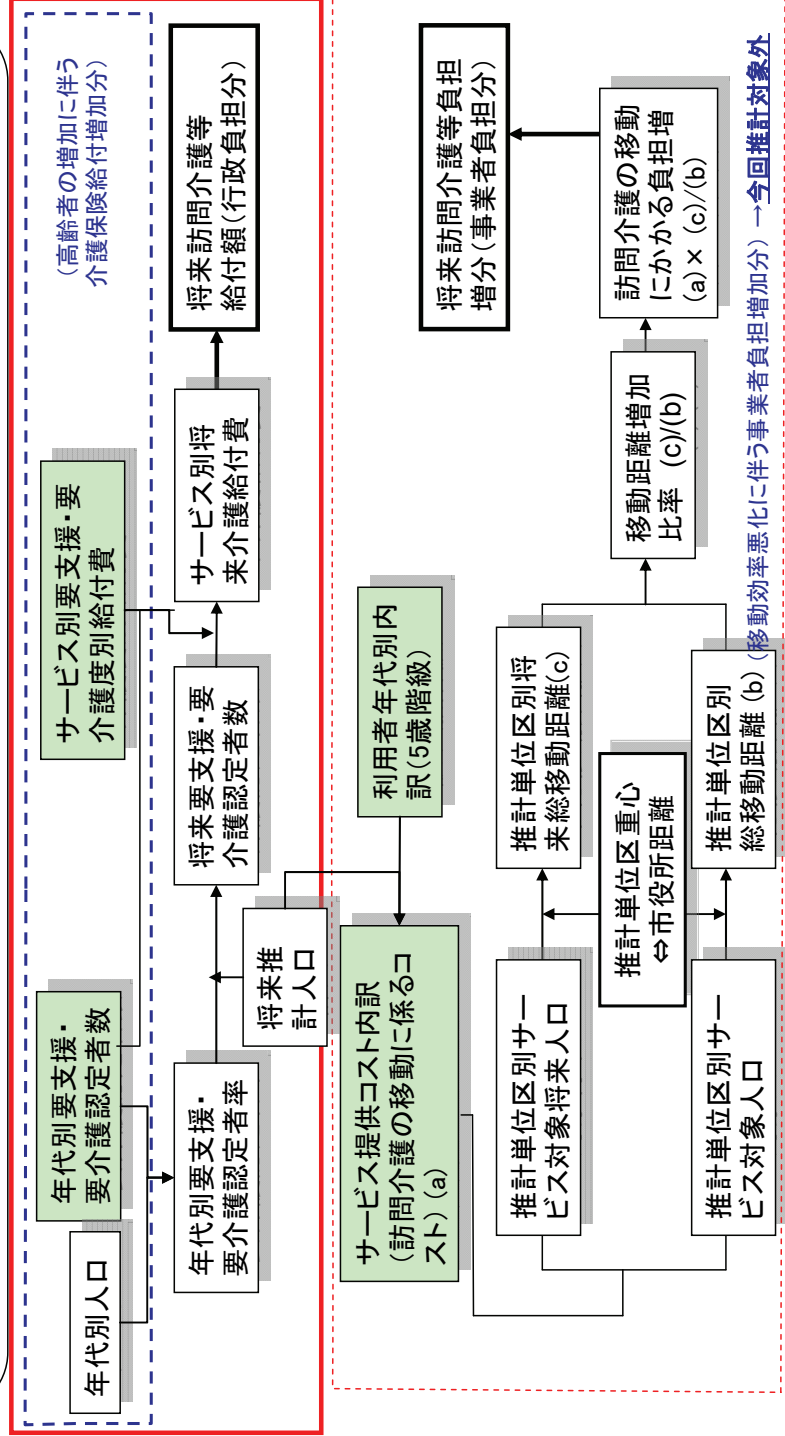 (高齢者の増加に伴う
介護保険給付増加分)
年代別人口
年代別要支援・
要介護認定者数
サービス別要支援・要
介護度別給付費
年代別要支援・
要介護認定者率
将来要支援・要
介護認定者数
サービス別将
来介護給付費
将来訪問介護等
給付額(行政負担分)
将来推
計人口
サービス提供コスト内訳
(訪問介護の移動に係るコ
スト) (a)
利用者年代別内
訳(5歳階級)
推計単位区別サー
ビス対象将来人口
推計単位区別将
来総移動距離(c)
推計単位区重心
⇔市役所距離
推計単位区別サー
ビス対象人口
推計単位区別
総移動距離 (b)
移動距離増加
比率 (c)/(b)
訪問介護の移動
にかかる負担増
(a)× (c)/(b)
将来訪問介護等負担
増分(事業者負担分)
(移動効率悪化に伴う事業者負担増加分) →今回推計対象外